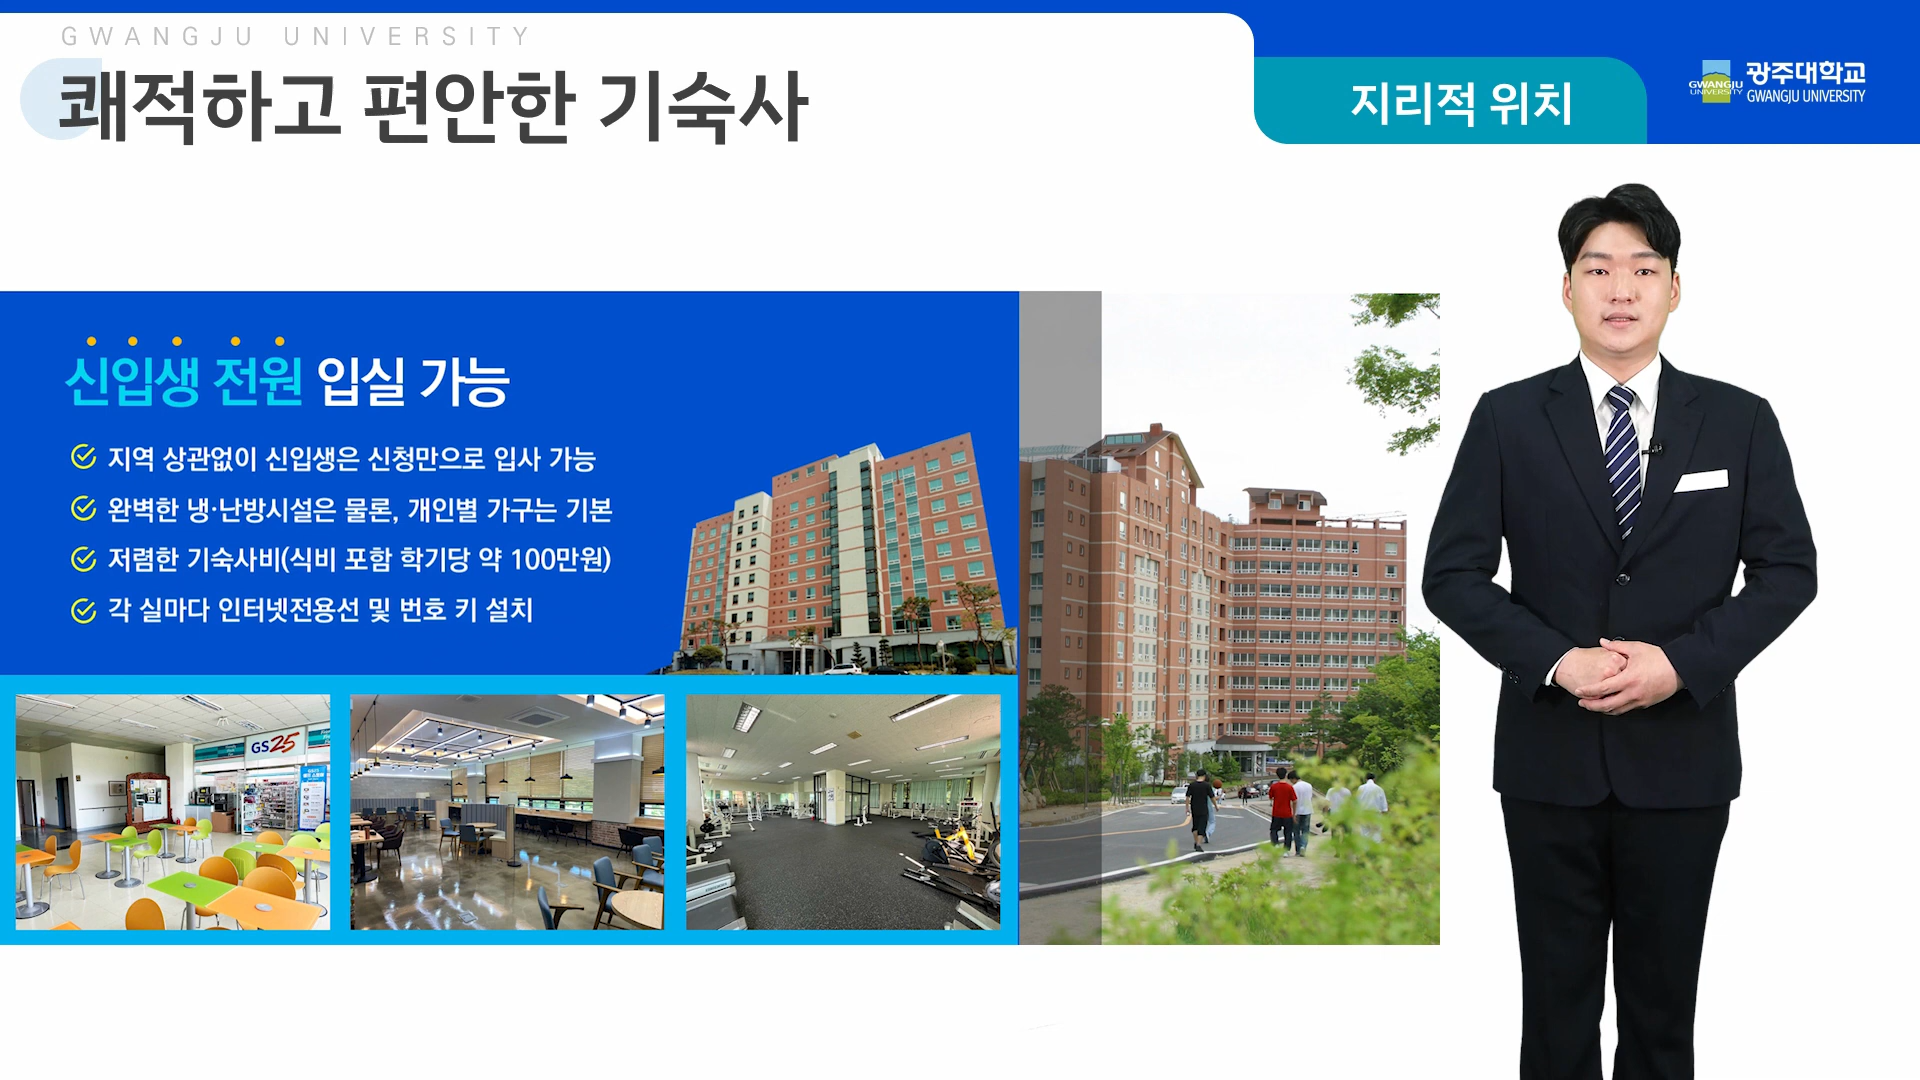 GWANGJU UNIVERSITY
쾌적하고 편안한 기숙사
지리적 위치
GWANGJU
UNIVERSITY
광주대학교
GWANGJU UNIVERSITY
신입생 전원 입실 가능
지역 상관없이 신입생은 신청만으로 입사 가능
완벽한 냉·난방시설은 물론, 개인별 가구는 기본
저렴한 기숙사비(식비 포함 학기당 약 100만원)
각 실마다 인터넷전용선 및 번호 키 설치
GS25